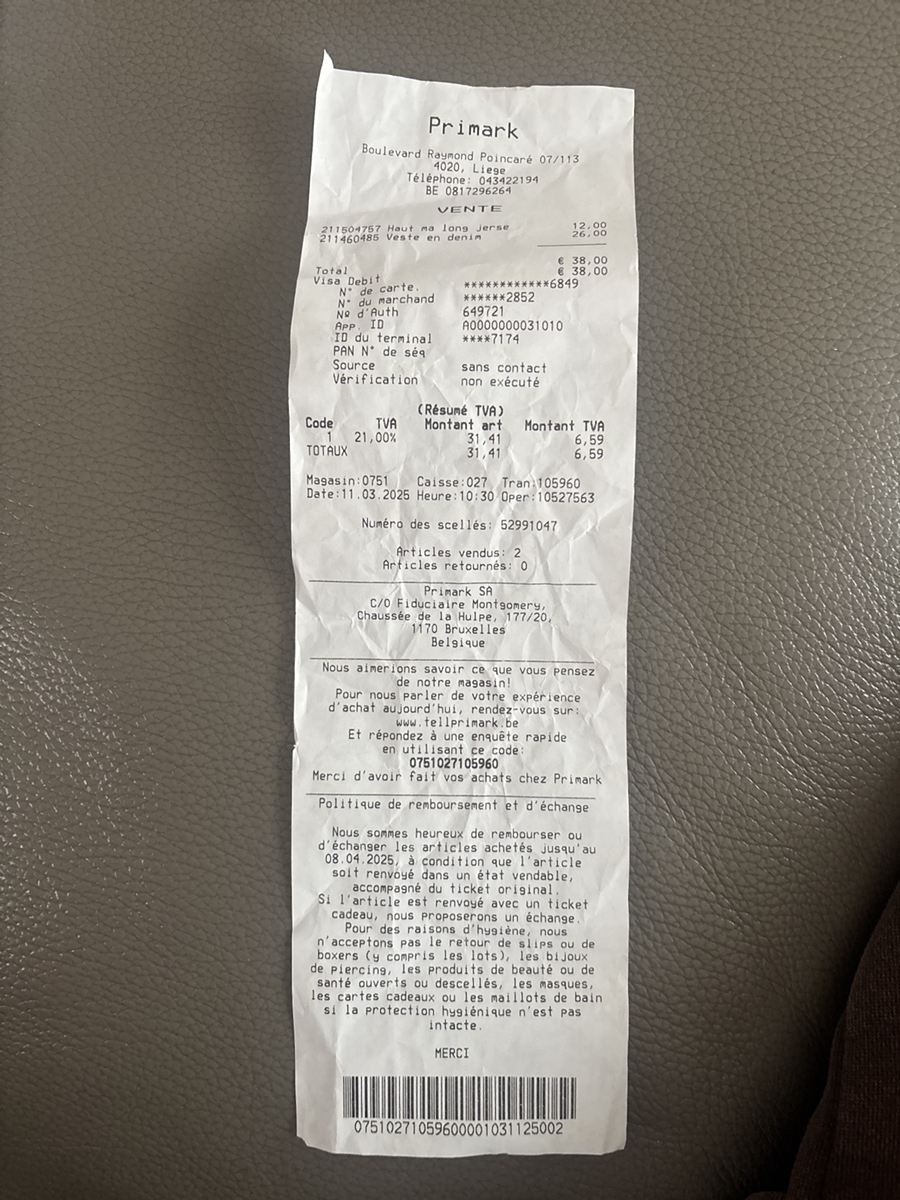 Primark
Boulevard Raymond Poincaré 07/113
4020, Liege
Téléphone: 043422194
BE 0817296264
VENTE
211504757 Haut ma long jerse 12,00
211460485 Veste en denim 26,00
€ 38,00
Total € 38,00
Visa Debit
N° de carte. ************6849
N° du marchand ******2852
Nº d'Auth 649721
App. ID A0000000031010
ID du terminal ****7174
PAN N° de séq
Source sans contact
Vérification non exécuté
(Résumé TVA)
Code TVA Montant art Montant TVA
1 21,00% 31,41 6,59
TOTAUX 31,41 6,59
Magasin:0751 Caisse:027 Tran:105960
Date:11.03.2025 Heure:10:30 Oper:10527563
Numéro des scellés: 52991047
Articles vendus: 2
Articles retournés: 0
Primark SA
C/O Fiduciaire Montgomery,
Chaussée de la Hulpe, 177/20,
1170 Bruxelles
Belgique
Nous aimerions savoir ce que vous pensez
de notre magasin!
Pour nous parler de votre expérience
d'achat aujourd'hui, rendez-vous sur:
www.tellprimark.be
Et répondez à une enquête rapide
en utilisant ce code:
0751027105960
Merci d'avoir fait vos achats chez Primark
Politique de remboursement et d'échange
Nous sommes heureux de rembourser ou
d'échanger les articles achetés jusqu'au
08.04.2025, à condition que l'article
soit renvoyé dans un état vendable,
accompagné du ticket original.
Si l'article est renvoyé avec un ticket
cadeau, nous proposerons un échange.
Pour des raisons d'hygiène, nous
n'acceptons pas le retour de slips ou de
boxers (y compris les lots), les bijoux
de piercing, les produits de beauté ou de
santé ouverts ou descellés, les masques,
les cartes cadeaux ou les maillots de bain
si la protection hygiénique n'est pas
intacte.
MERCI
07510271059600001031125002